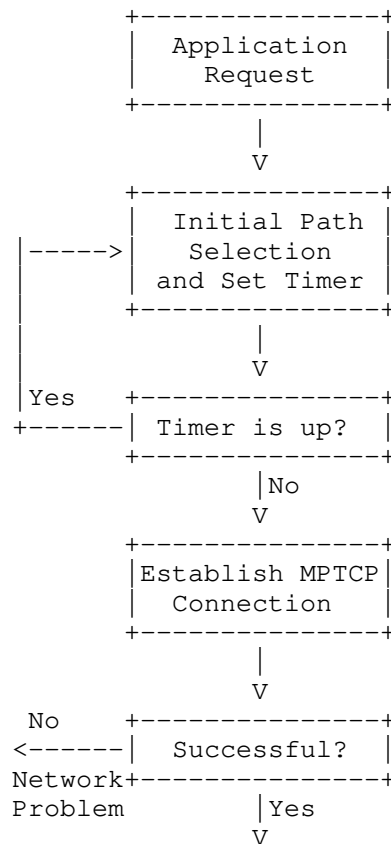 Application
Request
V
Initial Path
Selection
and Set Timer
V
Yes
Timer is up?
No
V
Establish MPTCP
Connection
V
No
Successful?
Network
Problem
Yes
V